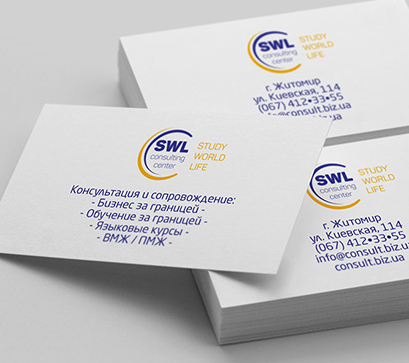 SWL
consulting
center
STUDY
WORLD
LIFE
г. Житомир
ул. Киевская, 114
(067) 412•33•55
info@consult.biz.ua
SWL
consulting
center
STUDY
WORLD
LIFE
Консультация и сопровождение:
- Бизнес за границей -
- Обучение за границей -
- Языковые курсы -
- ВМЖ / ПМЖ -
SWL
consulting
center
STUDY
WORLD
LIFE
г. Житомир
ул. Киевская, 114
(067) 412•33•55
info@consult.biz.ua
consult.biz.ua